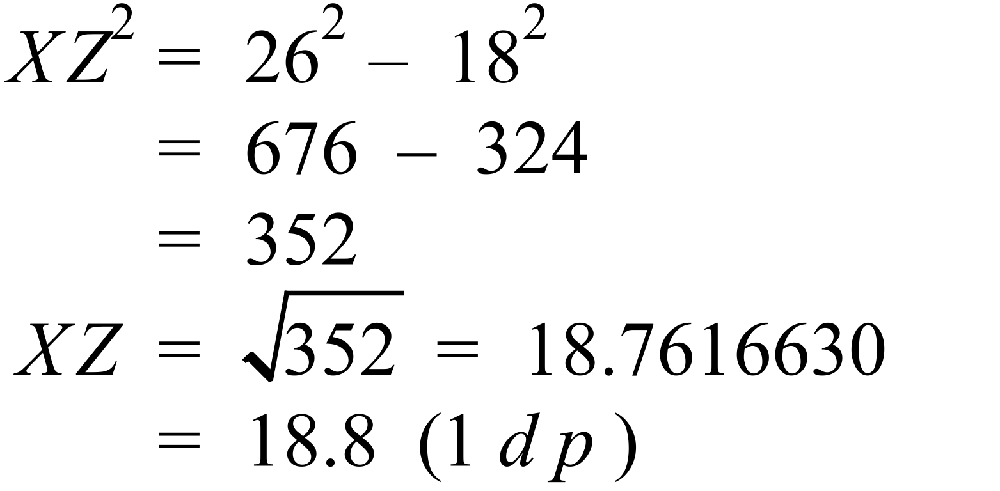 XZ² = 26² – 18²
= 676 – 324
= 352
XZ = √352 = 18.7616630
= 18.8 (1 dp)